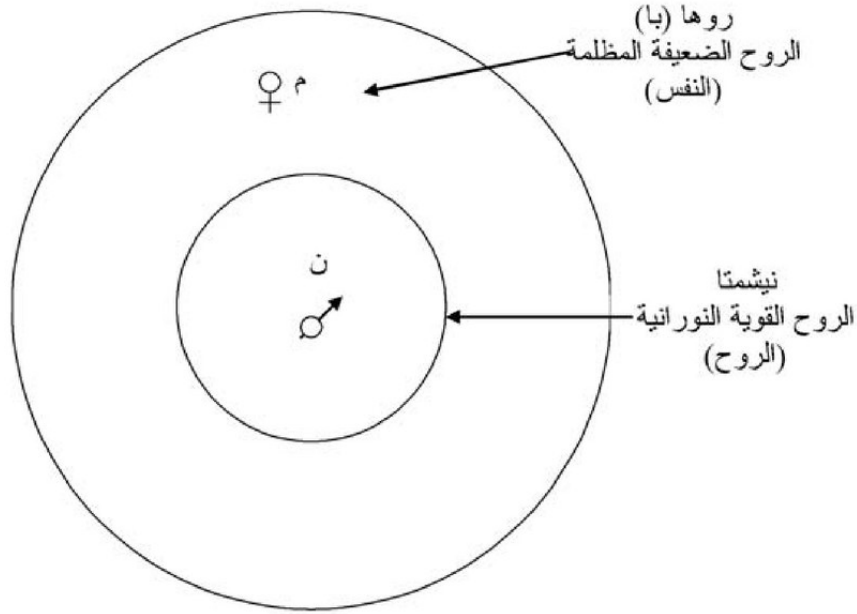 روها (با)
الروح الضعيفة المظلمة
(النفس)
م
ن
نيشمتا
الروح القوية النورانية
(الروح)